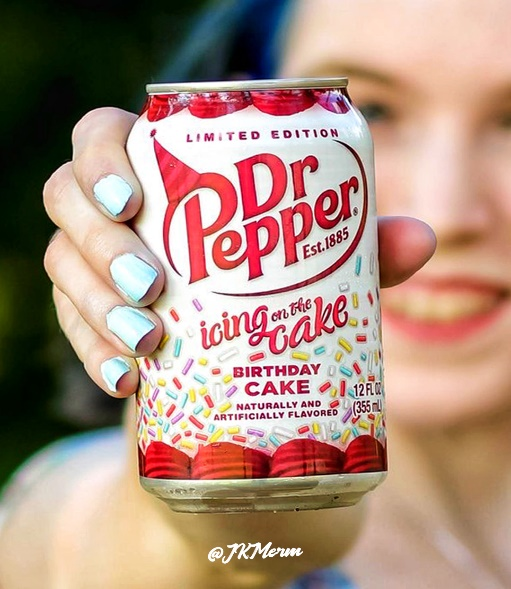 LIMITED EDITION
Dr
Pepper®
Est.1885
icing on the
cake
BIRTHDAY
CAKE
12 FL OZ
(355 mL)
NATURALLY AND
ARTIFICIALLY FLAVORED
@JKMerm